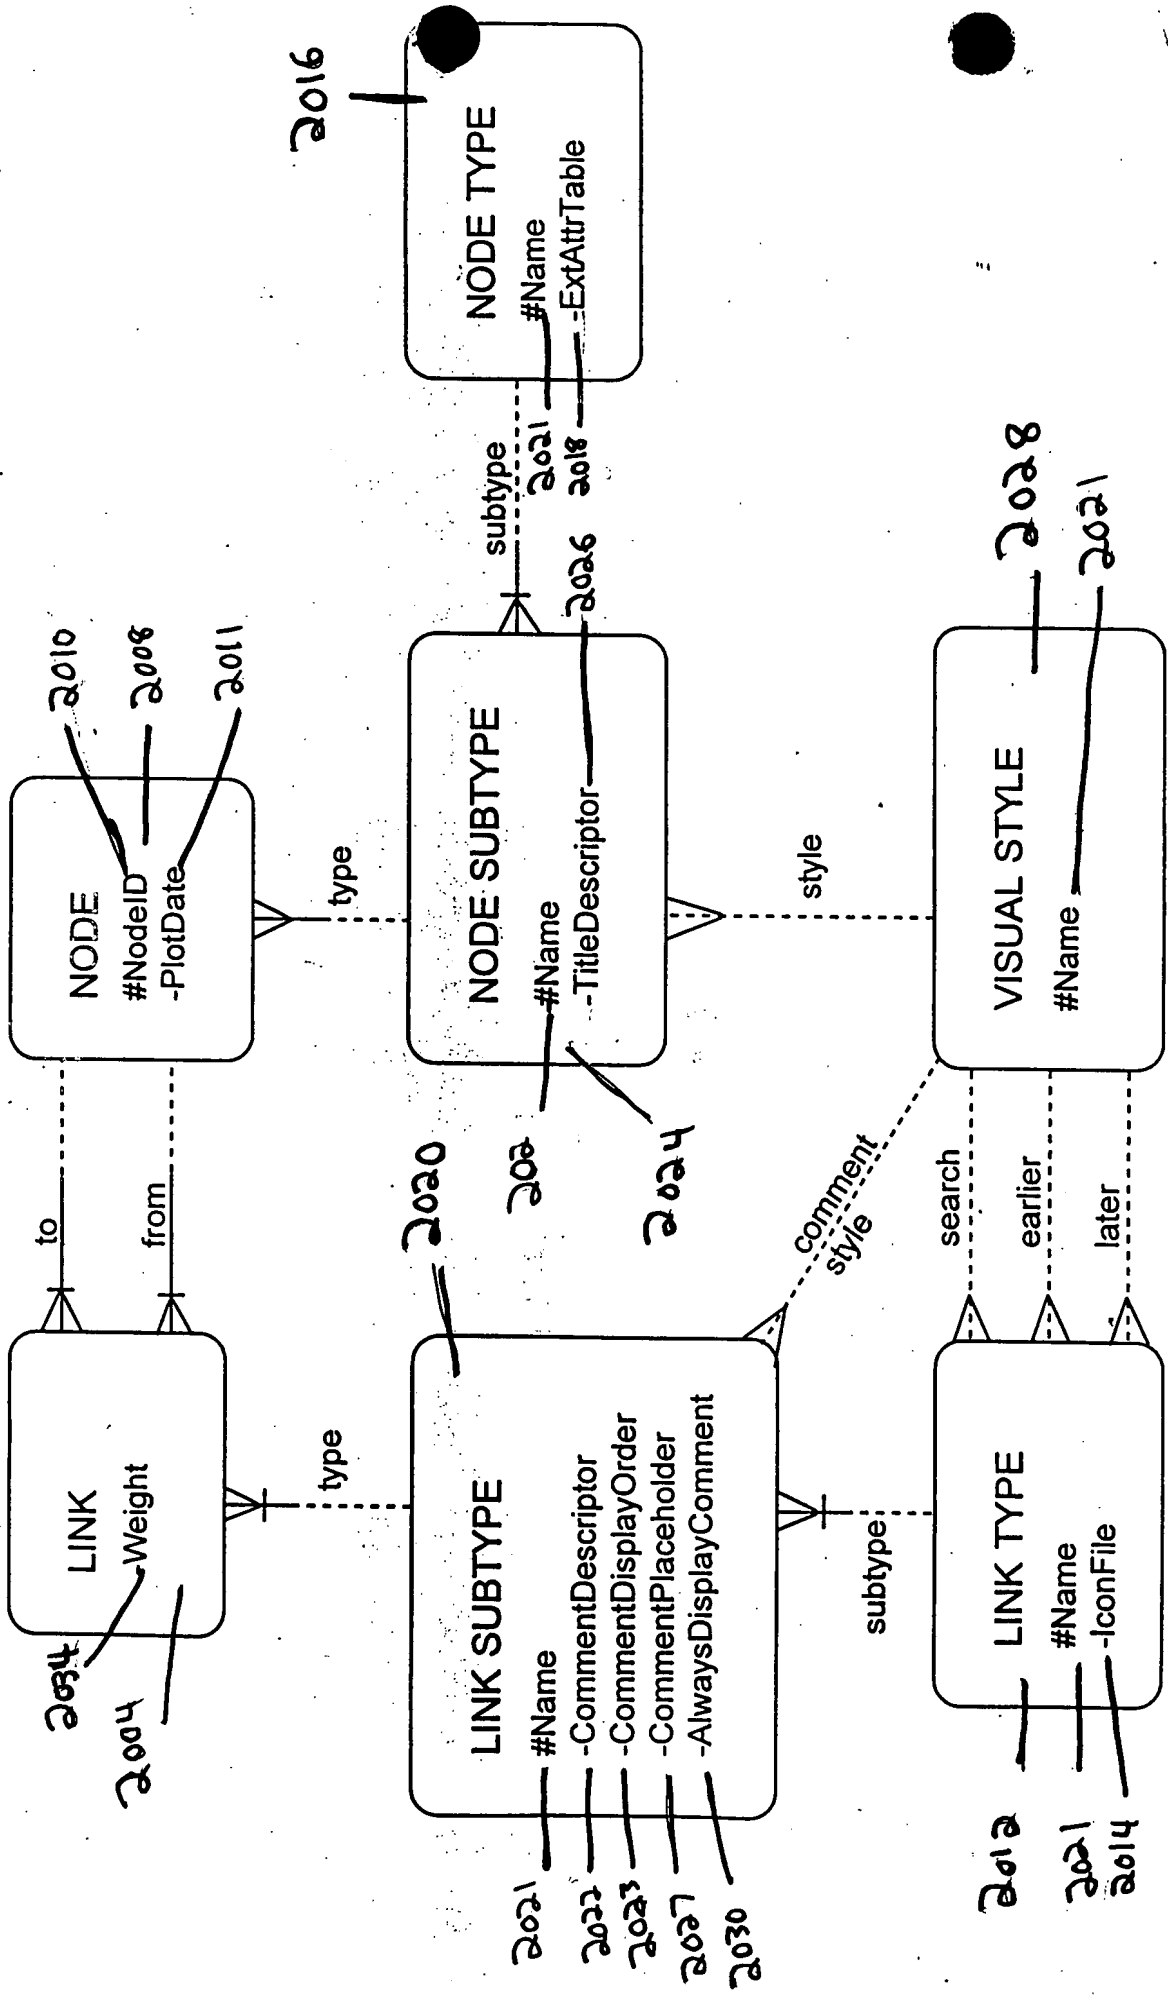 2034
2004
LINK
-Weight
to
from
NODE
#NodeID
-PlotDate
2010
2008
2011
type
type
2020
2021
2022
2023
2027
2030
LINK SUBTYPE
#Name
-CommentDescriptor
-CommentDisplayOrder
-CommentPlaceholder
-AlwaysDisplayComment
202
2024
NODE SUBTYPE
#Name
-TitleDescriptor
2026
subtype
2021
2018
NODE TYPE
#Name
-ExtAttrTable
2016
subtype
comment
style
style
2012
2021
2014
LINK TYPE
#Name
-IconFile
search
earlier
later
VISUAL STYLE
#Name
2028
2021